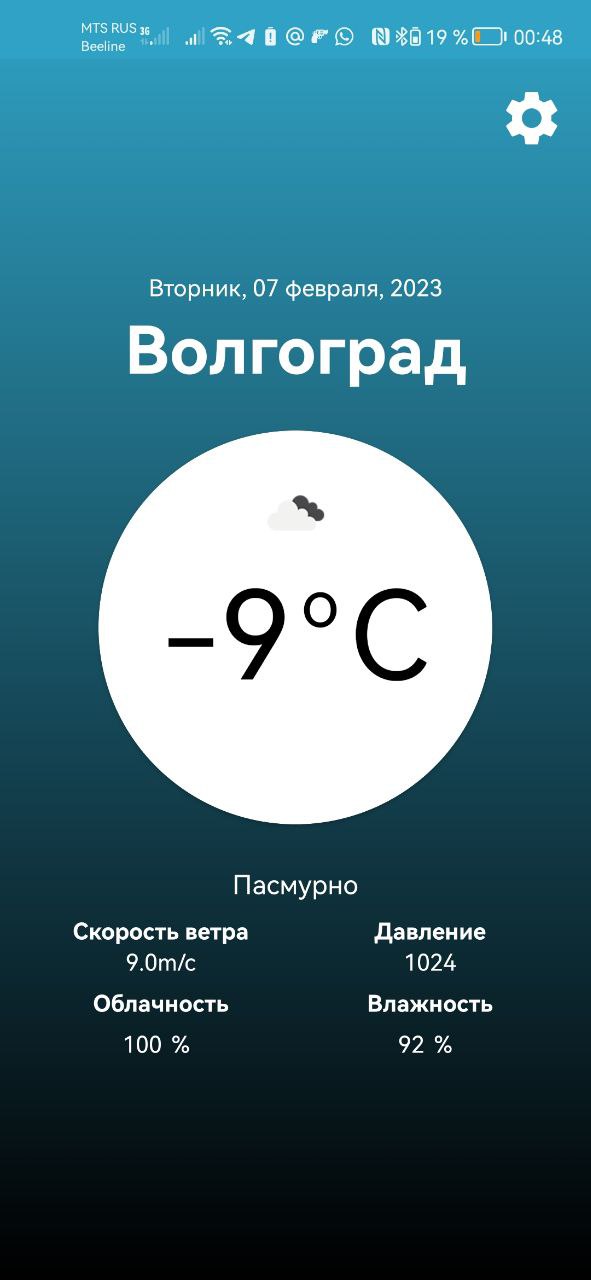 MTS RUS 3G 19 % 00:48
Beeline
Вторник, 07 февраля, 2023
Волгоград
-9°C
Пасмурно
Скорость ветра Давление
9.0m/c 1024
Облачность Влажность
100 % 92 %